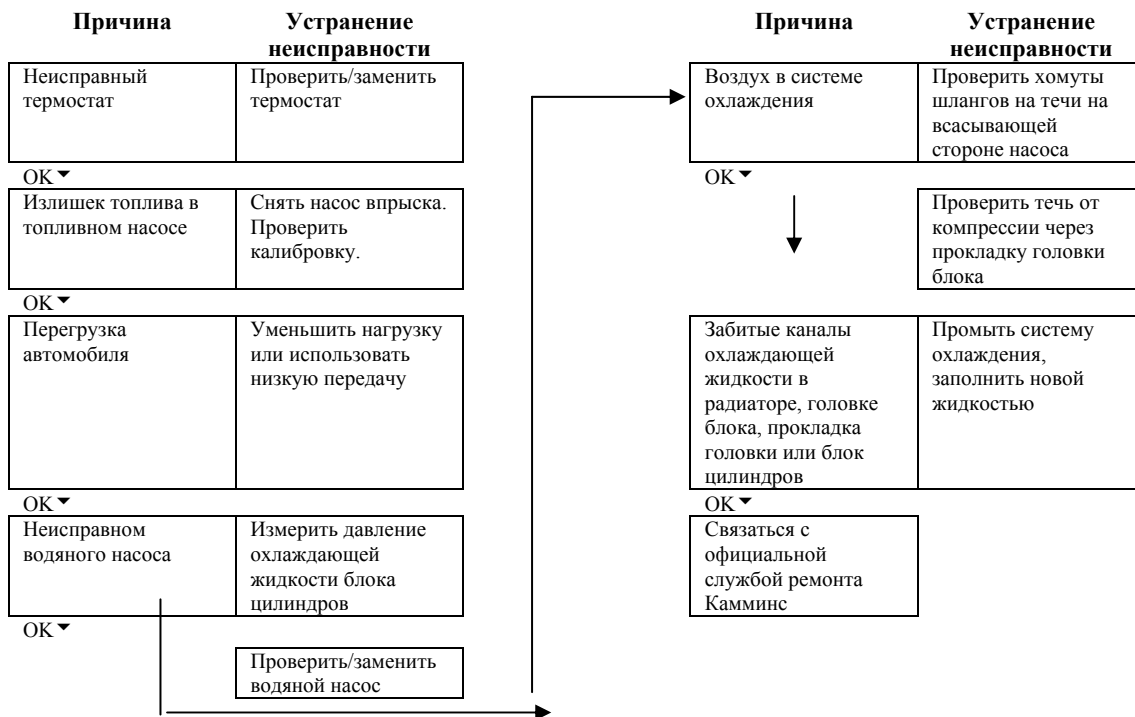 Причина
Устранение
неисправности
Неисправный
термостат
Проверить/заменить
термостат
OK
Излишек топлива в
топливном насосе
Снять насос впрыска.
Проверить
калибровку.
OK
Перегрузка
автомобиля
Уменьшить нагрузку
или использовать
низкую передачу
OK
Неисправном
водяного насоса
Измерить давление
охлаждающей
жидкости блока
цилиндров
OK
Проверить/заменить
водяной насос
Причина
Устранение
неисправности
Воздух в системе
охлаждения
Проверить хомуты
шлангов на течи на
всасывающей
стороне насоса
OK
Проверить течь от
компрессии через
прокладку головки
блока
Забитые каналы
охлаждающей
жидкости в
радиаторе, головке
блока, прокладка
головки или блок
цилиндров
Промыть систему
охлаждения,
заполнить новой
жидкостью
OK
Связаться с
официальной
службой ремонта
Камминс